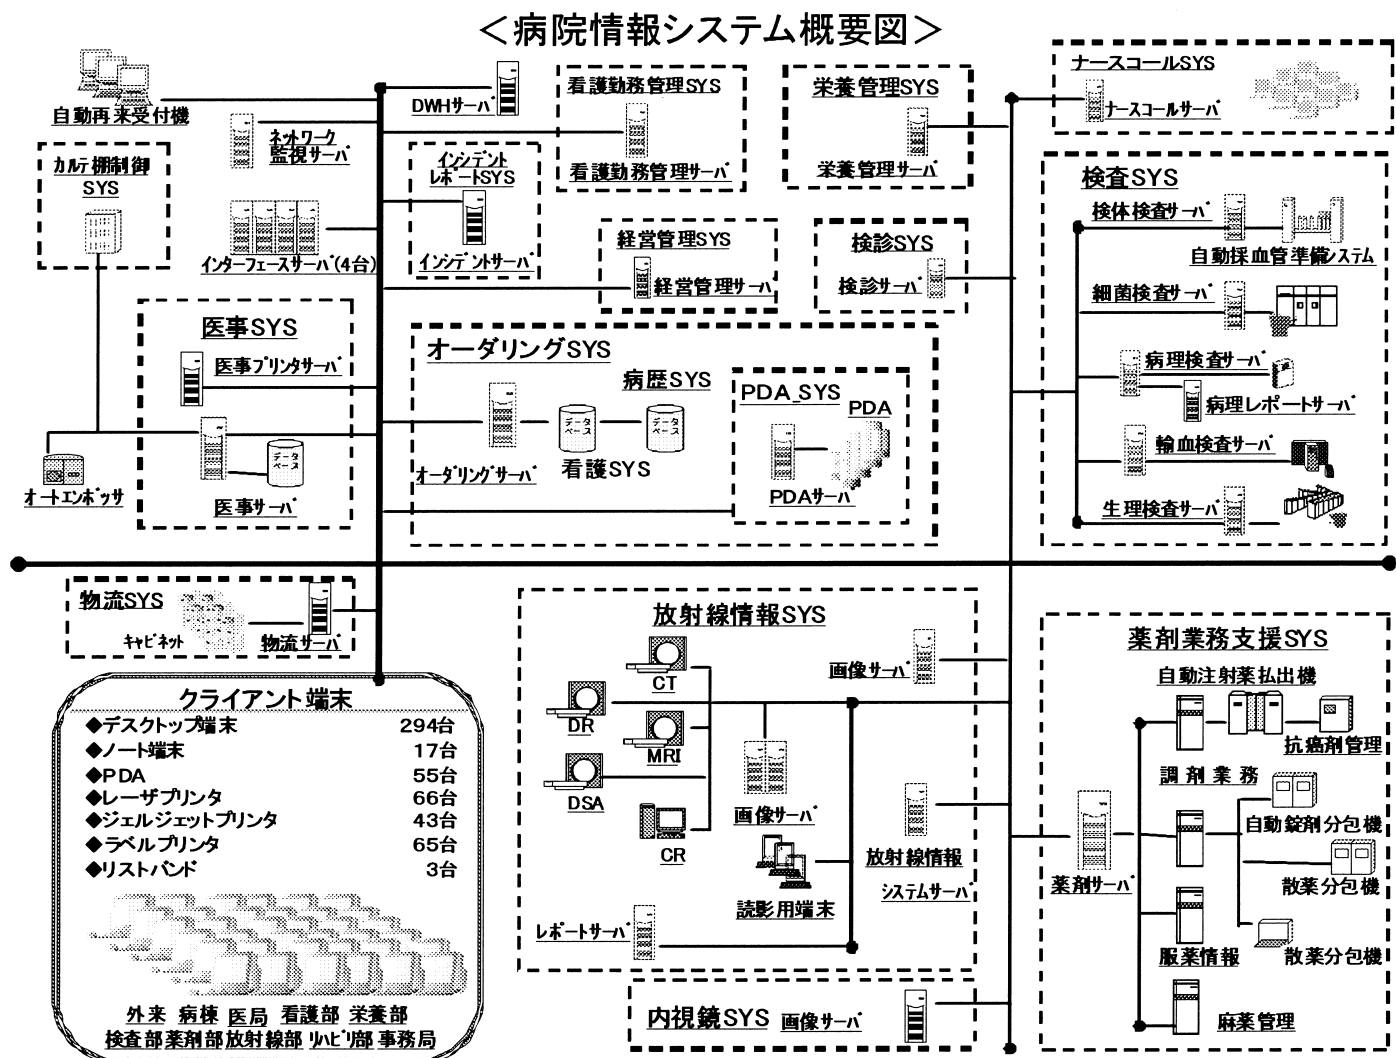 ＜病院情報システム概要図＞
自動再来受付機
ネットワーク
監視サーバ
カルテ棚制御
SYS
インターフェースサーバ(4台)
DWHサーバ
インシデント
レポートSYS
インシデントサーバ
看護勤務管理SYS
看護勤務管理サーバ
栄養管理SYS
栄養管理サーバ
経営管理SYS
経営管理サーバ
検診SYS
検診サーバ
ナースコールSYS
ナースコールサーバ
検査SYS
検体検査サーバ
自動採血管準備システム
細菌検査サーバ
病理検査サーバ
病理レポートサーバ
輸血検査サーバ
生理検査サーバ
医事SYS
医事プリンタサーバ
データ
ベース
医事サーバ
オートエンボッサ
オーダリングSYS
病歴SYS
データ
ベース
データ
ベース
オーダリングサーバ
看護SYS
PDA_SYS
PDA
PDAサーバ
物流SYS
キャビネット
物流サーバ
クライアント端末
◆デスクトップ端末 294台
◆ノート端末 17台
◆PDA 55台
◆レーザプリンタ 66台
◆ジェルジェットプリンタ 43台
◆ラベルプリンタ 65台
◆リストバンド 3台
外来 病棟 医局 看護部 栄養部
検査部 薬剤部 放射線部 リハビリ部 事務局
放射線情報SYS
CT
DR
MRI
DSA
CR
画像サーバ
画像サーバ
読影用端末
放射線情報
システムサーバ
レポートサーバ
内視鏡SYS 画像サーバ
薬剤業務支援SYS
自動注射薬払出機
抗癌剤管理
調剤業務
自動錠剤分包機
薬剤サーバ
散薬分包機
服薬情報
散薬分包機
麻薬管理